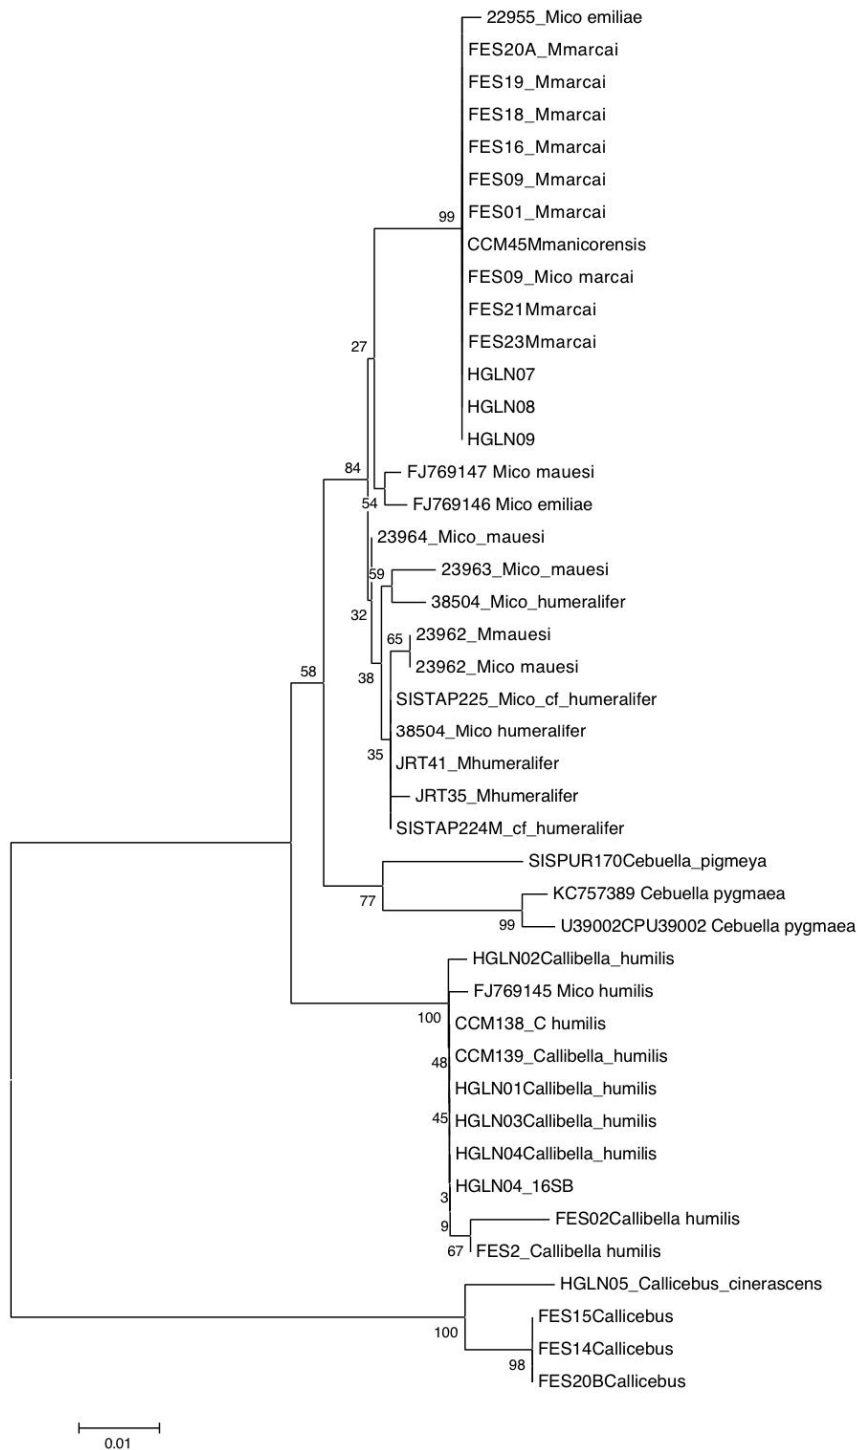 22955_Mico emiliae
FES20A_Mmarcai
FES19_Mmarcai
FES18_Mmarcai
FES16_Mmarcai
FES09_Mmarcai
FES01_Mmarcai
99
CCM45Mmanicorensis
FES09_Mico marcai
FES21Mmarcai
FES23Mmarcai
27
HGLN07
HGLN08
HGLN09
84
FJ769147 Mico mauesi
54
FJ769146 Mico emiliae
23964_Mico_mauesi
59
23963_Mico_mauesi
38504_Mico_humeralifer
32
65
23962_Mmauesi
23962_Mico mauesi
58
38
SISTAP225_Mico_cf_humeralifer
38504_Mico humeralifer
35
JRT41_Mhumeralifer
JRT35_Mhumeralifer
SISTAP224M_cf_humeralifer
SISPUR170Cebuella_pigmeya
77
KC757389 Cebuella pygmaea
99
U39002CPU39002 Cebuella pygmaea
HGLN02Callibella_humilis
FJ769145 Mico humilis
100
CCM138_C humilis
48
CCM139_Callibella_humilis
HGLN01Callibella_humilis
45
HGLN03Callibella_humilis
HGLN04Callibella_humilis
3
HGLN04_16SB
9
FES02Callibella humilis
67
FES2_Callibella humilis
HGLN05_Callicebus_cinerascens
100
FES15Callicebus
FES14Callicebus
98
FES20BCallicebus
0.01